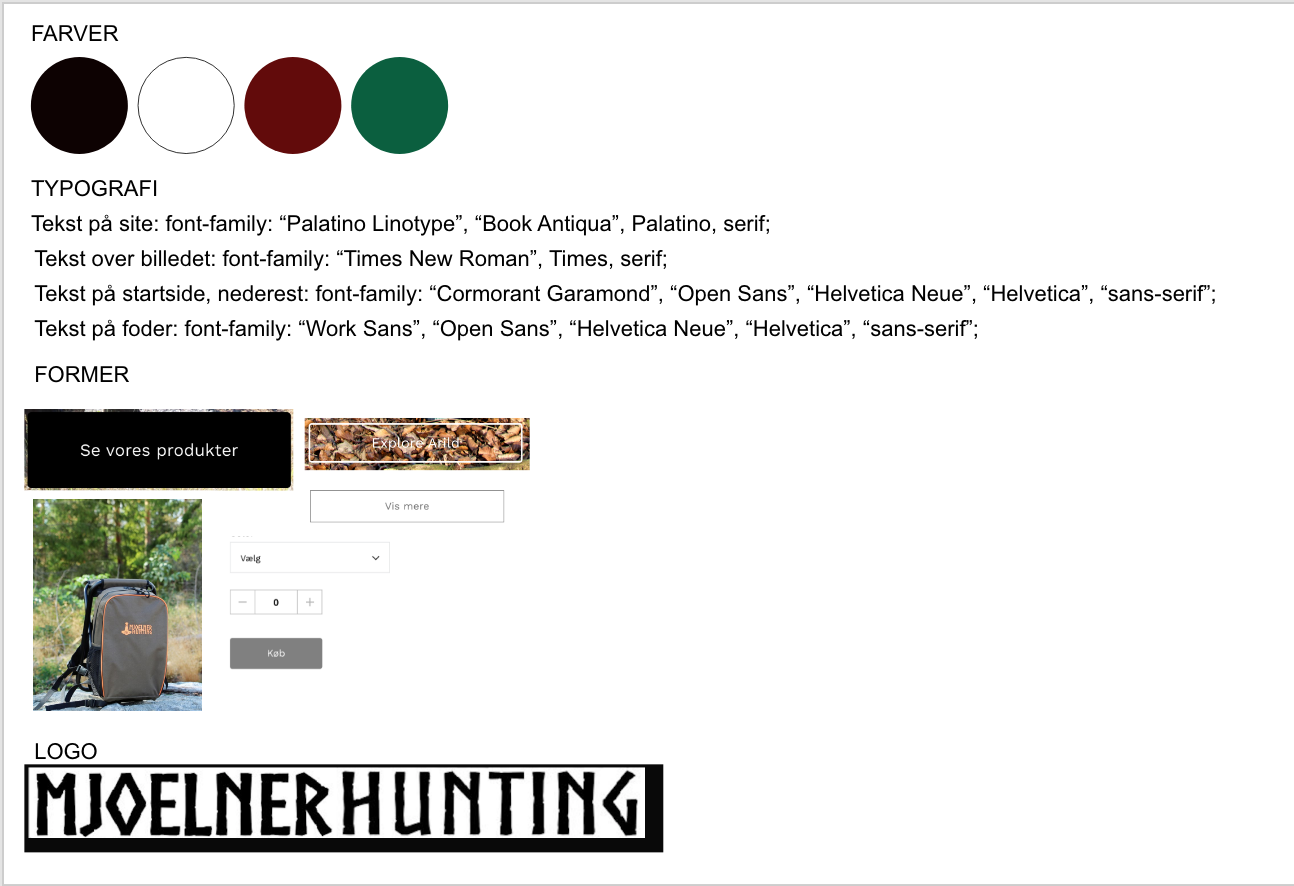 FARVER
TYPOGRAFI
Tekst på site: font-family: “Palatino Linotype”, “Book Antiqua”, Palatino, serif;
Tekst over billedet: font-family: “Times New Roman”, Times, serif;
Tekst på startside, nederest: font-family: “Cormorant Garamond”, “Open Sans”, “Helvetica Neue”, “Helvetica”, “sans-serif”;
Tekst på foder: font-family: “Work Sans”, “Open Sans”, “Helvetica Neue”, “Helvetica”, “sans-serif”;
FORMER
Se vores produkter
Explore Arild
Vis mere
Vælg
− 0 +
Køb
MJOELNER
HUNTING
LOGO
MJOELNERHUNTING